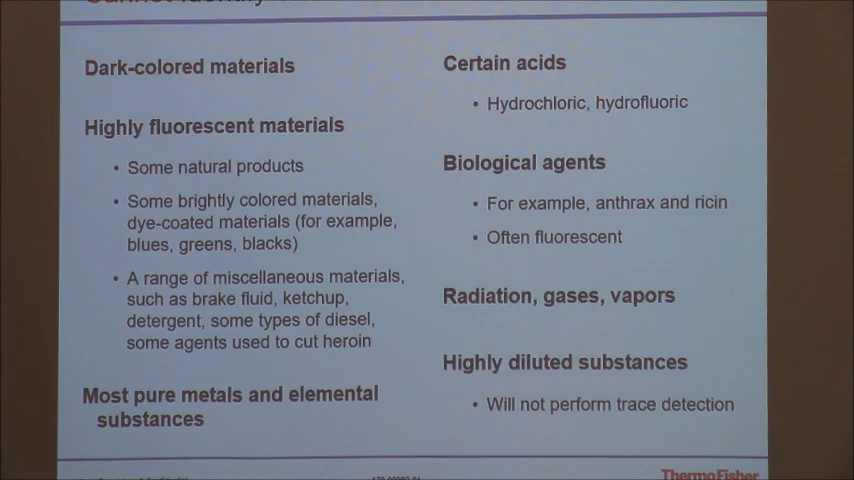 Cannot identify
Dark-colored materials
Highly fluorescent materials
• Some natural products
• Some brightly colored materials,
dye-coated materials (for example,
blues, greens, blacks)
• A range of miscellaneous materials,
such as brake fluid, ketchup,
detergent, some types of diesel,
some agents used to cut heroin
Most pure metals and elemental
substances
Certain acids
• Hydrochloric, hydrofluoric
Biological agents
• For example, anthrax and ricin
• Often fluorescent
Radiation, gases, vapors
Highly diluted substances
• Will not perform trace detection
ThermoFisher